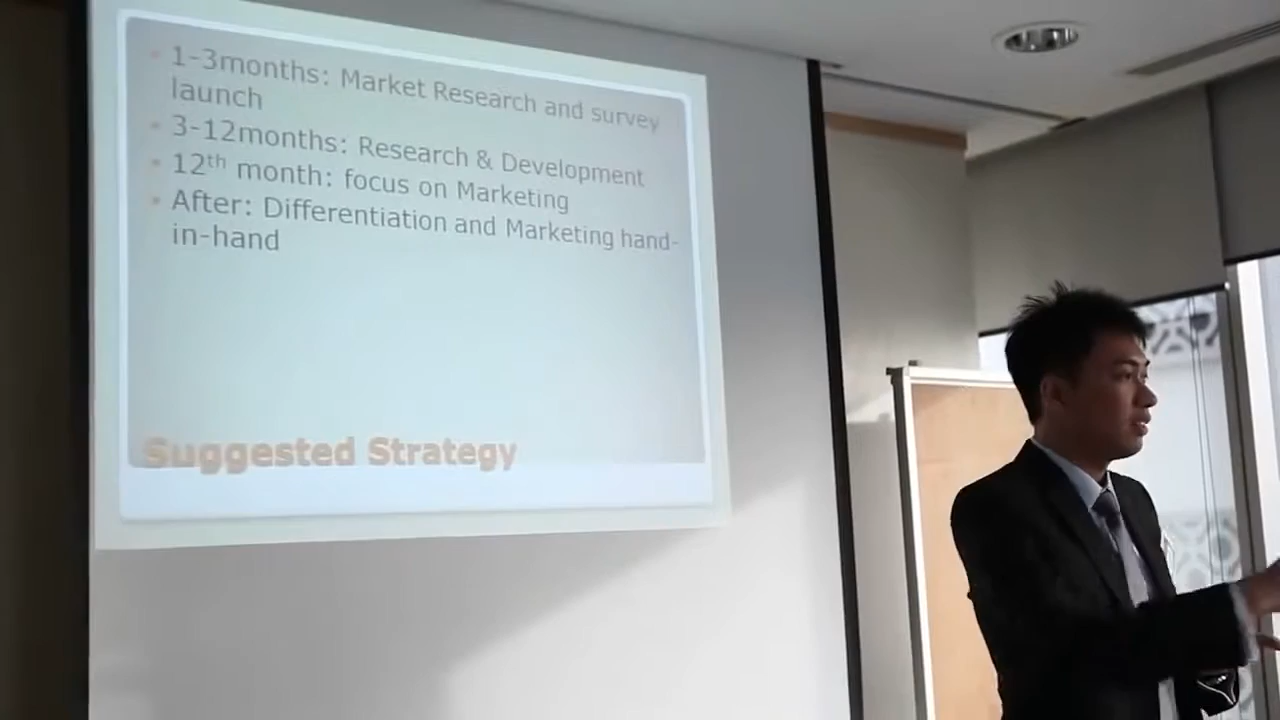 1-3months: Market Research and survey
launch
3-12months: Research & Development
12th month: focus on Marketing
After: Differentiation and Marketing hand-
in-hand
Suggested Strategy